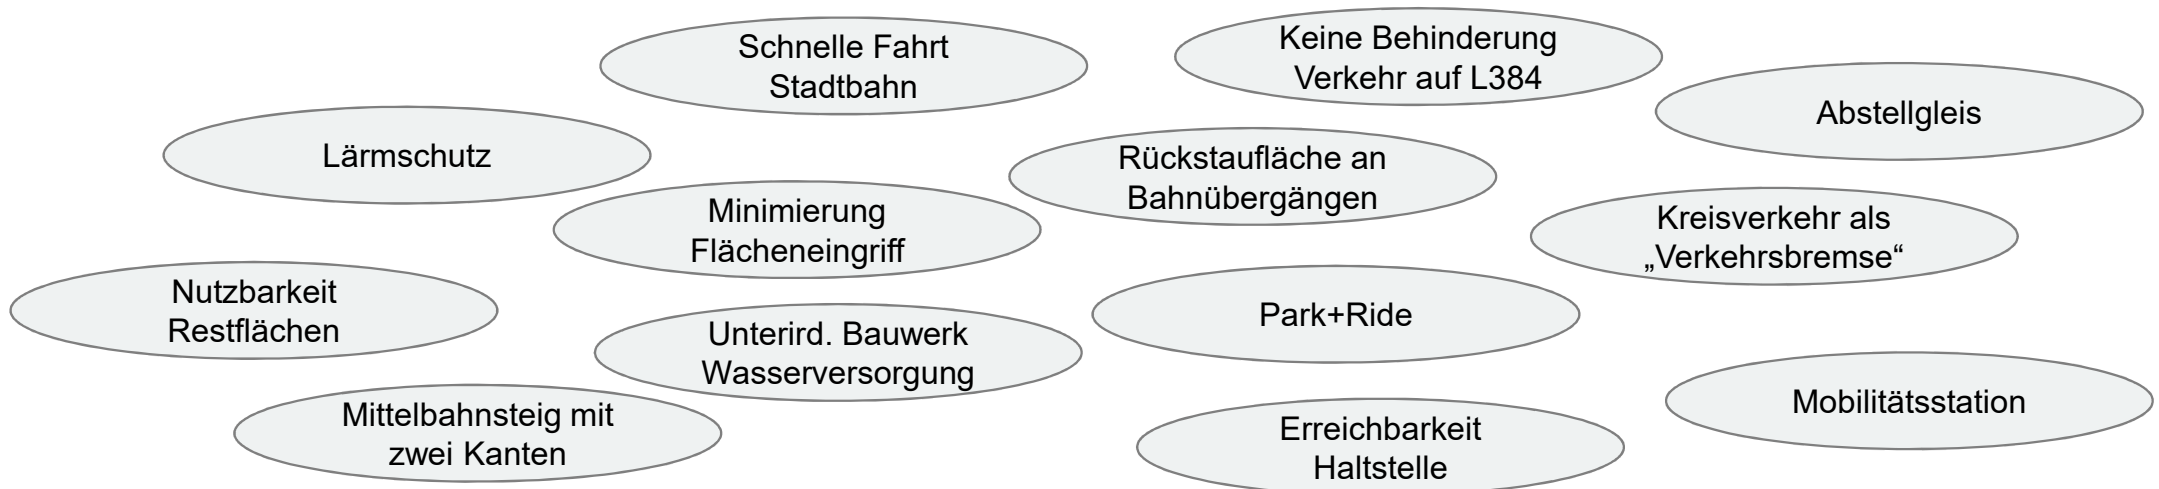 Schnelle Fahrt
Stadtbahn
Keine Behinderung
Verkehr auf L384
Abstellgleis
Lärmschutz
Rückstaufläche an
Bahnübergängen
Minimierung
Flächeneingriff
Kreisverkehr als
„Verkehrsbremse“
Nutzbarkeit
Restflächen
Unterird. Bauwerk
Wasserversorgung
Park+Ride
Mittelbahnsteig mit
zwei Kanten
Erreichbarkeit
Haltstelle
Mobilitätsstation